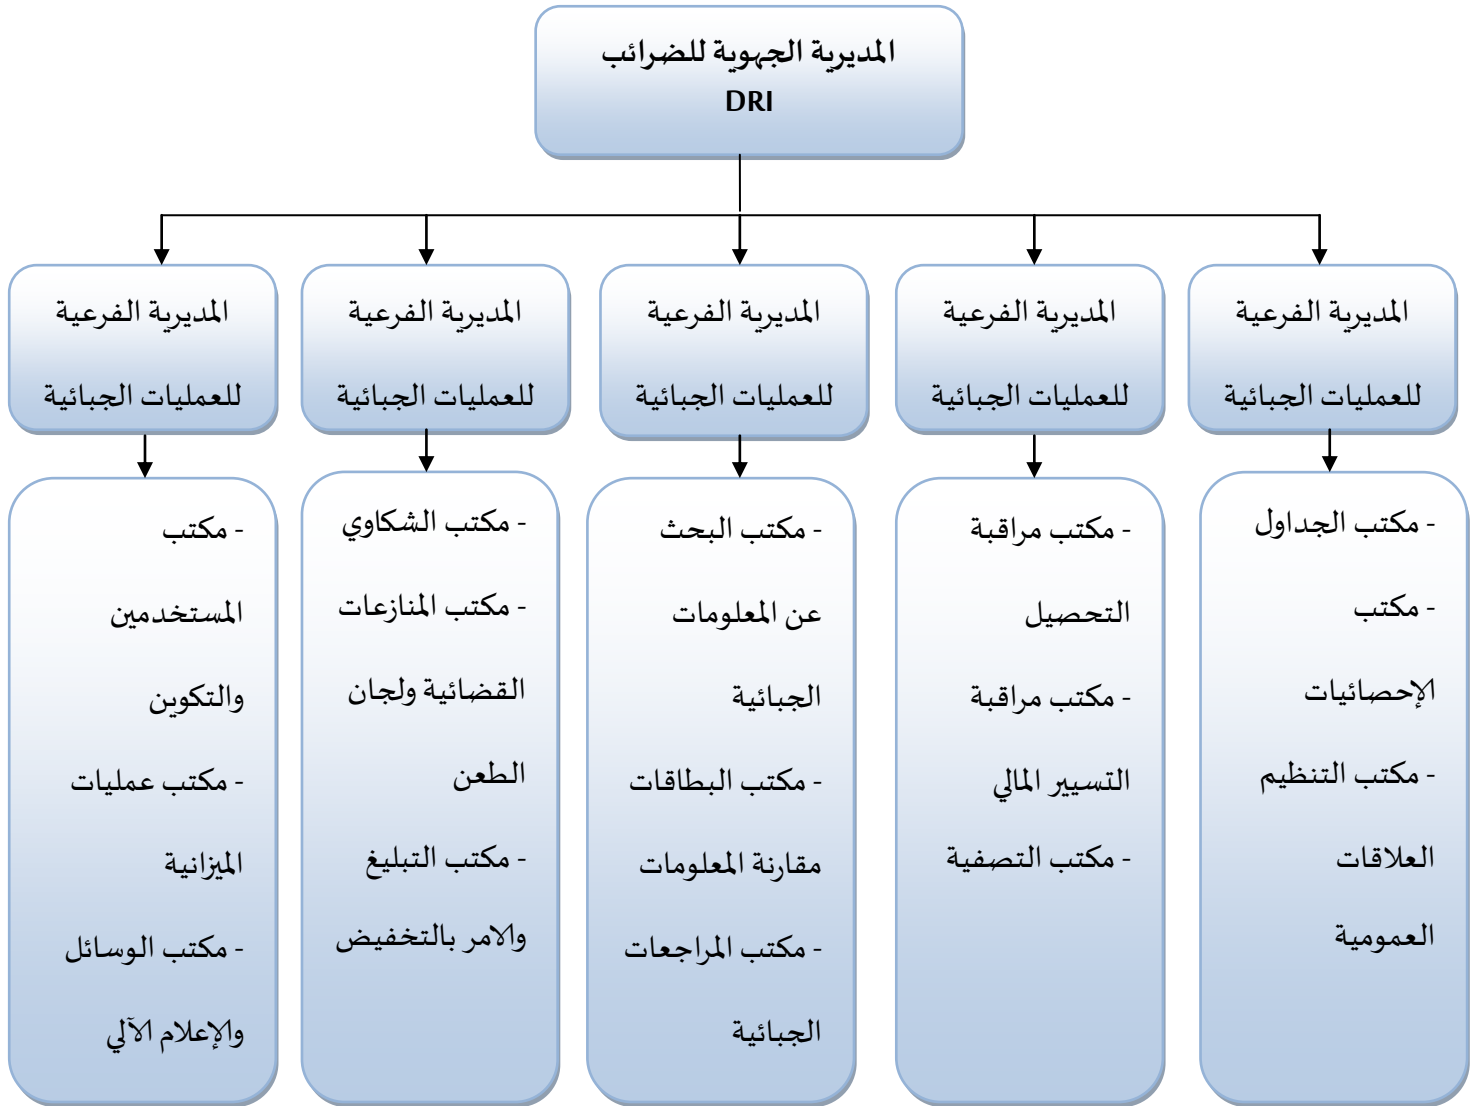 المديرية الجهوية للضرائب
DRI
المديرية الفرعية
للعمليات الجبائية
المديرية الفرعية
للعمليات الجبائية
المديرية الفرعية
للعمليات الجبائية
المديرية الفرعية
للعمليات الجبائية
المديرية الفرعية
للعمليات الجبائية
- مكتب الجداول
- مكتب
الإحصائيات
- مكتب التنظيم
العلاقات
العمومية
- مكتب مراقبة
التحصيل
- مكتب مراقبة
التسيير المالي
- مكتب التصفية
- مكتب البحث
عن المعلومات
الجبائية
- مكتب البطاقات
مقارنة المعلومات
- مكتب المراجعات
الجبائية
- مكتب الشكاوي
- مكتب المنازعات
القضائية ولجان
الطعن
- مكتب التبليغ
والامر بالتخفيض
- مكتب
المستخدمين
والتكوين
- مكتب عمليات
الميزانية
- مكتب الوسائل
والإعلام الآلي